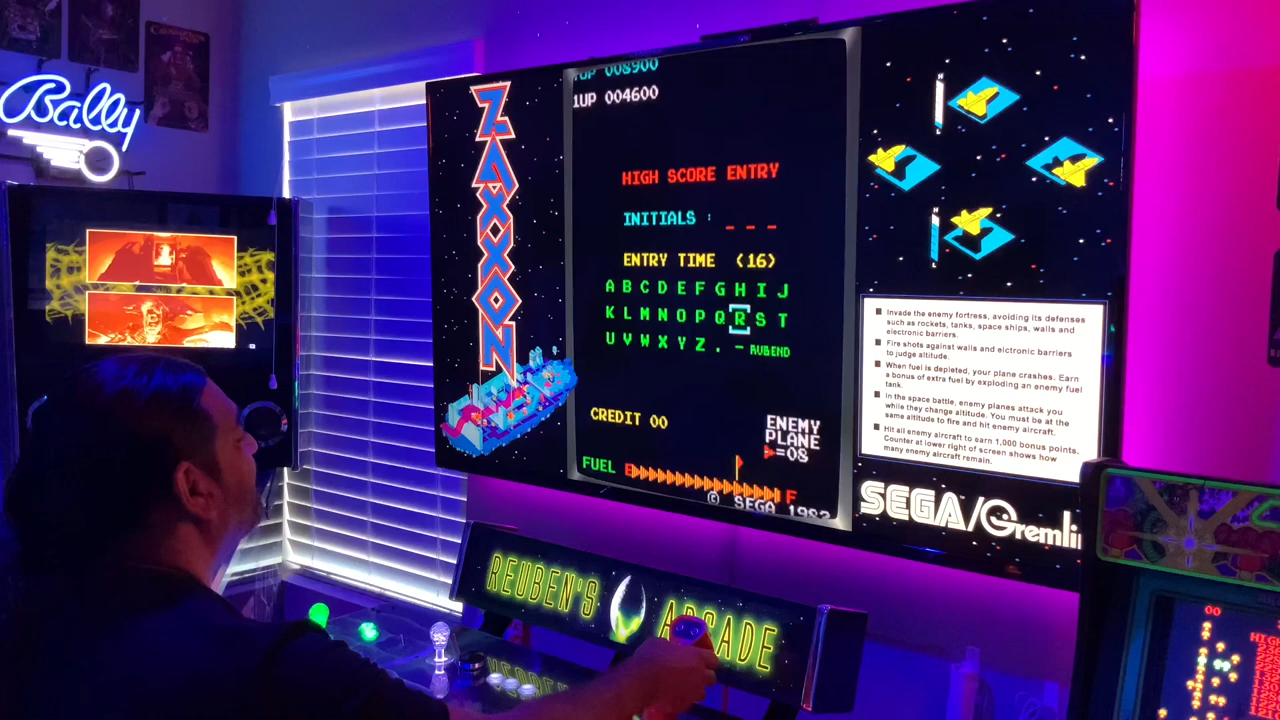 Bally
ZAXXON
1UP 008900
1UP 004600
HIGH SCORE ENTRY
INITIALS : _ _ _
ENTRY TIME (16)
A B C D E F G H I J
K L M N O P Q R S T
U V W X Y Z . - RUBEND
CREDIT 00
ENEMY
PLANE
=08
FUEL E F
© SEGA 1982
H
L
H
L
■ Invade the enemy fortress, avoiding its defenses
such as rockets, tanks, space ships, walls and
electronic barriers.
■ Fire shots against walls and elctronic barriers
to judge altitude.
■ When fuel is depleted, your plane crashes. Earn
a bonus of extra fuel by exploding an enemy fuel
tank.
■ In the space battle, enemy planes attack you
while they change altitude. You must be at the
same altitude to fire and hit enemy aircraft.
■ Hit all enemy aircraft to earn 1,000 bonus points.
Counter at lower right of screen shows how
many enemy aircraft remain.
SEGA™/Gremlin
REUBEN'S ARCADE
00
HIGH